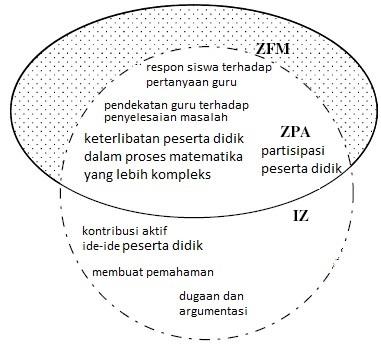 ZFM
respon siswa terhadap
pertanyaan guru
pendekatan guru terhadap
penyelesaian masalah
keterlibatan peserta didik
dalam proses matematika
yang lebih kompleks
ZPA
partisipasi
peserta didik
IZ
kontribusi aktif
ide-ide peserta didik
membuat pemahaman
dugaan dan
argumentasi